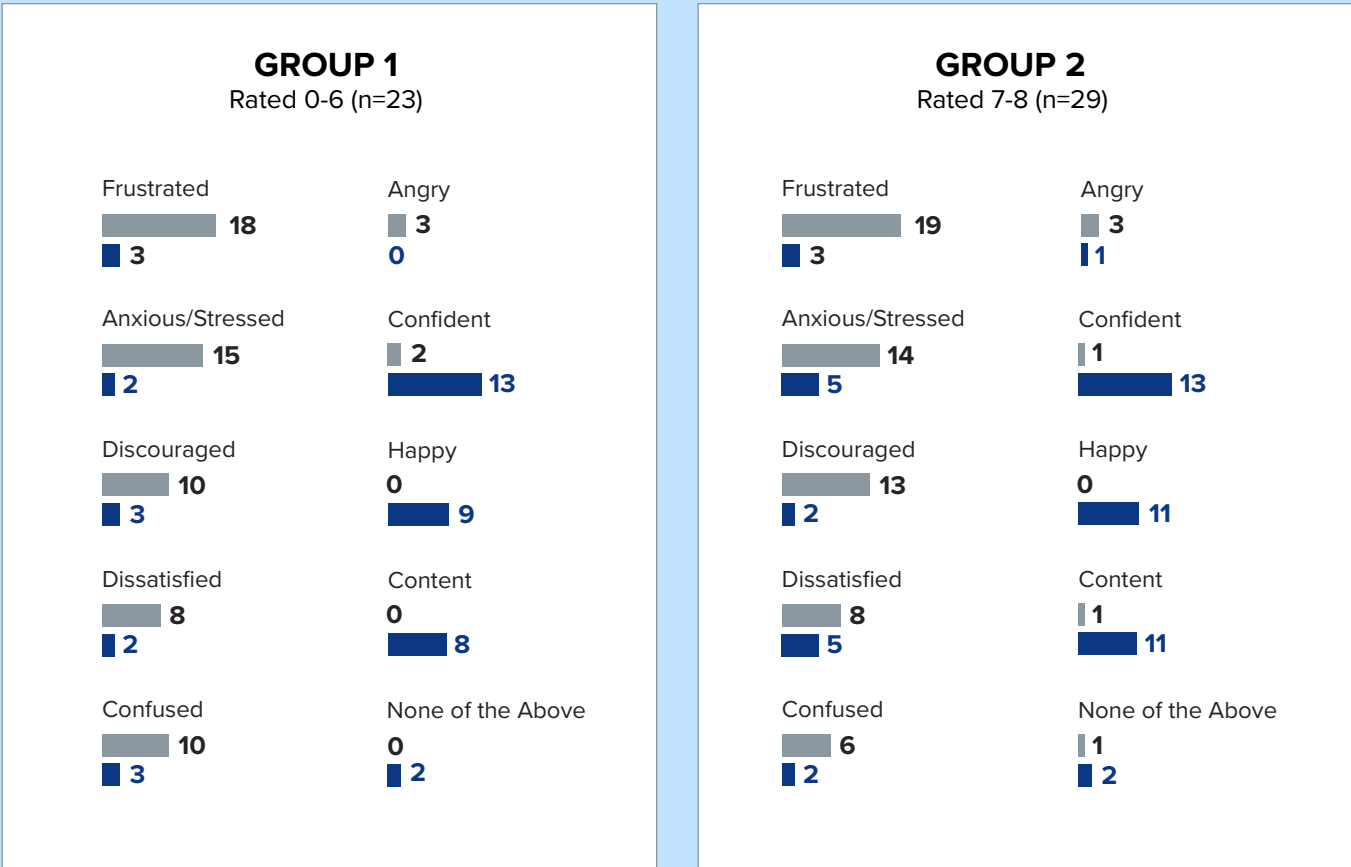 GROUP 1
Rated 0-6 (n=23)
Frustrated
18
3
Angry
3
0
Anxious/Stressed
15
2
Confident
2
13
Discouraged
10
3
Happy
0
9
Dissatisfied
8
2
Content
0
8
Confused
10
3
None of the Above
0
2
GROUP 2
Rated 7-8 (n=29)
Frustrated
19
3
Angry
3
1
Anxious/Stressed
14
5
Confident
1
13
Discouraged
13
2
Happy
0
11
Dissatisfied
8
5
Content
1
11
Confused
6
2
None of the Above
1
2